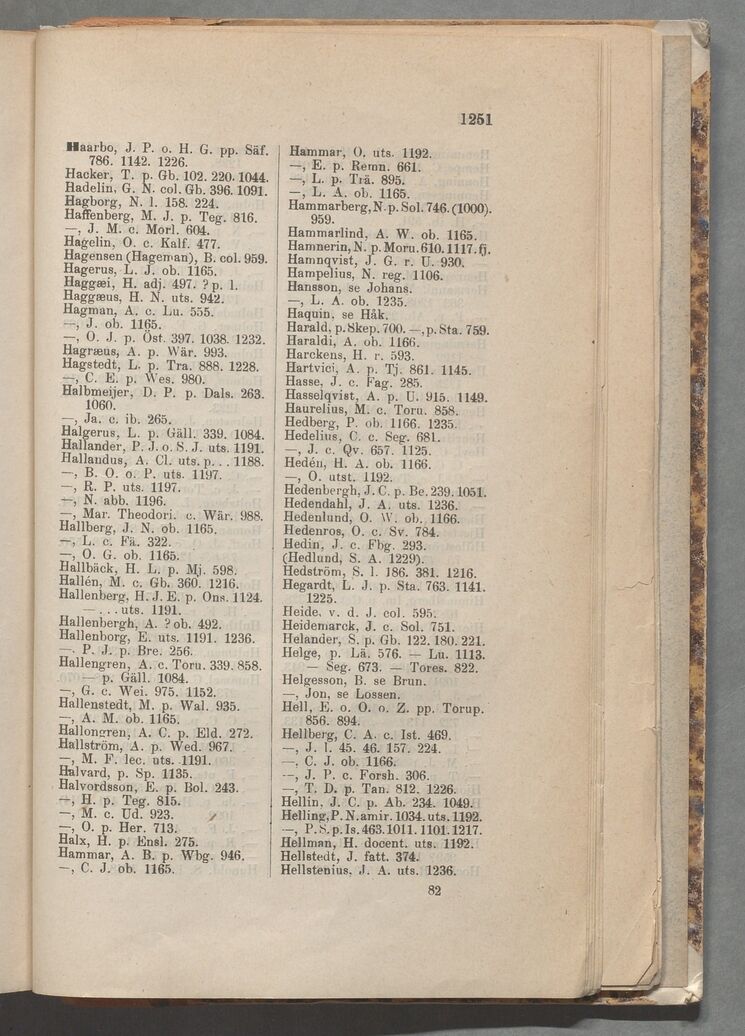 1251
Haarbo, J. P. o. H. G. pp. Säf.
786. 1142. 1226.
Hacker, T. p. Gb. 102. 220. 1044.
Hadelin, G. N. col. Gb. 396. 1091.
Hagborg, N. l. 158. 224.
Haffenberg, M. J. p. Teg. 816.
—, J. M. c. Morl. 604.
Hagelin, O. c. Kalf. 477.
Hagensen (Hageman), B. col. 959.
Hagerus, L. J. ob. 1165.
Haggæi, H. adj. 497. ? p. 1.
Haggæus, H. N. uts. 942.
Hagman, A. c. Lu. 555.
—, J. ob. 1165.
—, O. J. p. Öst. 397. 1038. 1232.
Hagræus, A. p. Wär. 993.
Hagstedt, L. p. Tra. 888. 1228.
—, C. E. p. Wes. 980.
Halbmeijer, D. P. p. Dals. 263.
1060.
—, Ja. c. ib. 265.
Halgerus, L. p. Gäll. 339. 1084.
Hallander, P. J. o. S. J. uts. 1191.
Hallandus, A. Cl. uts. p. . . 1188.
—, B. O. o. P. uts. 1197.
—, R. P. uts. 1197.
—, N. abb. 1196.
—, Mar. Theodori. c. Wär. 988.
Hallberg, J. N. ob. 1165.
—, L. c. Fä. 322.
—, O. G. ob. 1165.
Hallbäck, H. L. p. Mj. 598.
Hallén, M. c. Gb. 360. 1216.
Hallenberg, H. J. E. p. Ons. 1124.
— . . . uts. 1191.
Hallenbergh, A. ? ob. 492.
Hallenborg, E. uts. 1191. 1236.
—. P. J. p. Bre. 256.
Hallengren, A. c. Toru. 339. 858.
— p. Gäll. 1084.
—, G. c. Wei. 975. 1152.
Hallenstedt, M. p. Wal. 935.
—, A. M. ob. 1165.
Hallongren, A. C. p. Eld. 272.
Hallström, A. p. Wed. 967.
—, M. F. lec. uts. 1191.
Halvard, p. Sp. 1135.
Halvordsson, E. p. Bol. 243.
—, H. p. Teg. 815.
—, M. c. Ud. 923.
—, O. p. Her. 713.
Halx, H. p. Ensl. 275.
Hammar, A. B. p. Wbg. 946.
—, C. J. ob. 1165.
Hammar, O. uts. 1192.
—, E. p. Remn. 661.
—, L. p. Trä. 895.
—, L. A. ob. 1165.
Hammarberg, N. p. Sol. 746. (1000).
959.
Hammarlind, A. W. ob. 1165.
Hamnerin, N. p. Moru. 610. 1117. fj.
Hamnqvist, J. G. r. U. 930.
Hampelius, N. reg. 1106.
Hansson, se Johans.
—, L. A. ob. 1235.
Haquin, se Håk.
Harald, p. Skep. 700. —, p. Sta. 759.
Haraldi, A. ob. 1166.
Harckens, H. r. 593.
Hartvici, A. p. Tj. 861. 1145.
Hasse, J. c. Fag. 285.
Hasselqvist, A. p. U. 915. 1149.
Haurelius, M. c. Toru. 858.
Hedberg, P. ob. 1166. 1235.
Hedelius, C. c. Seg. 681.
—, J. c. Qv. 657. 1125.
Hedén, H. A. ob. 1166.
—, O. utst. 1192.
Hedenbergh, J. C. p. Be. 239. 1051.
Hedendahl, J. A. uts. 1236.
Hedenlund, O. W. ob. 1166.
Hedenros, O. c. Sv. 784.
Hedin, J. c. Fbg. 293.
(Hedlund, S. A. 1229).
Hedström, S. l. 186. 381. 1216.
Hegardt, L. J. p. Sta. 763. 1141.
1225.
Heide, v. d. J. col. 595.
Heidemarck, J. c. Sol. 751.
Helander, S. p. Gb. 122. 180. 221.
Helge, p. Lä. 576. — Lu. 1113.
— Seg. 673. — Tores. 822.
Helgesson, B. se Brun.
—, Jon, se Lossen.
Hell, E. o. O. o. Z. pp. Torup.
856. 894.
Hellberg, C. A. c. Ist. 469.
—, J. l. 45. 46. 157. 224.
—. C. J. ob. 1166.
—, J. P. c. Forsh. 306.
—, T. D. p. Tan. 812. 1226.
Hellin, J. C. p. Ab. 234. 1049.
Helling, P. N. amir. 1034. uts. 1192.
—, P. S. p. Is. 463. 1011. 1101. 1217.
Hellman, H. docent. uts. 1192.
Hellstedt, J. fatt. 374.
Hellstenius, J. A. uts. 1236.
82